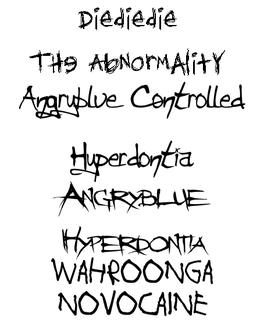 Diediedie
THe AbNORMAliTY
Angryblue Controlled
Hyperdontia
ANGRYBLUE
HYPERDONTIA
WAHROONGA
NOVOCAINE